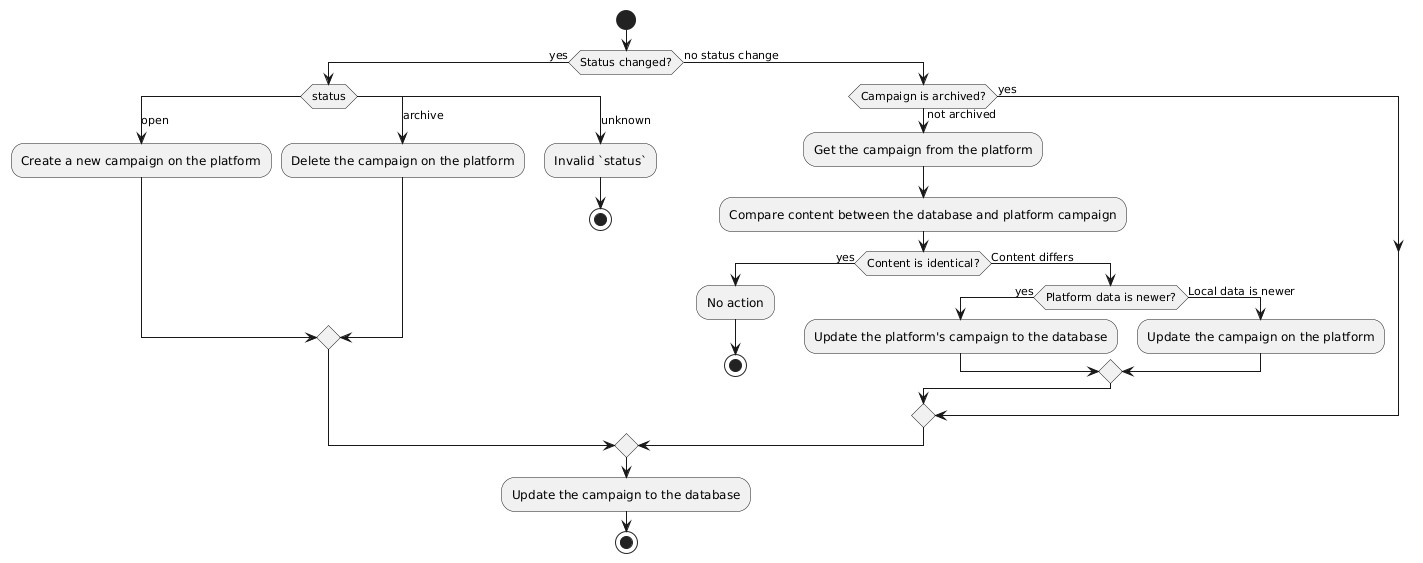 yes
Status changed?
no status change
status
open
archive
unknown
Create a new campaign on the platform
Delete the campaign on the platform
Invalid `status`
Campaign is archived?
yes
not archived
Get the campaign from the platform
Compare content between the database and platform campaign
yes
Content is identical?
Content differs
No action
yes
Platform data is newer?
Local data is newer
Update the platform's campaign to the database
Update the campaign on the platform
Update the campaign to the database